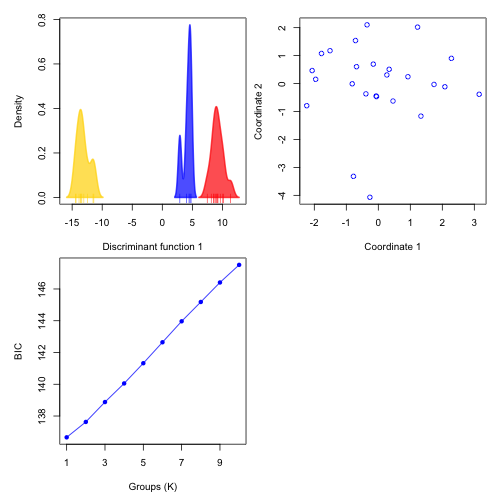 Density
0.0 0.2 0.4 0.6 0.8
-15 -10 -5 0 5 10
Discriminant function 1
Coordinate 2
-4 -3 -2 -1 0 1 2
-2 -1 0 1 2 3
Coordinate 1
BIC
138 140 142 144 146
1 3 5 7 9
Groups (K)